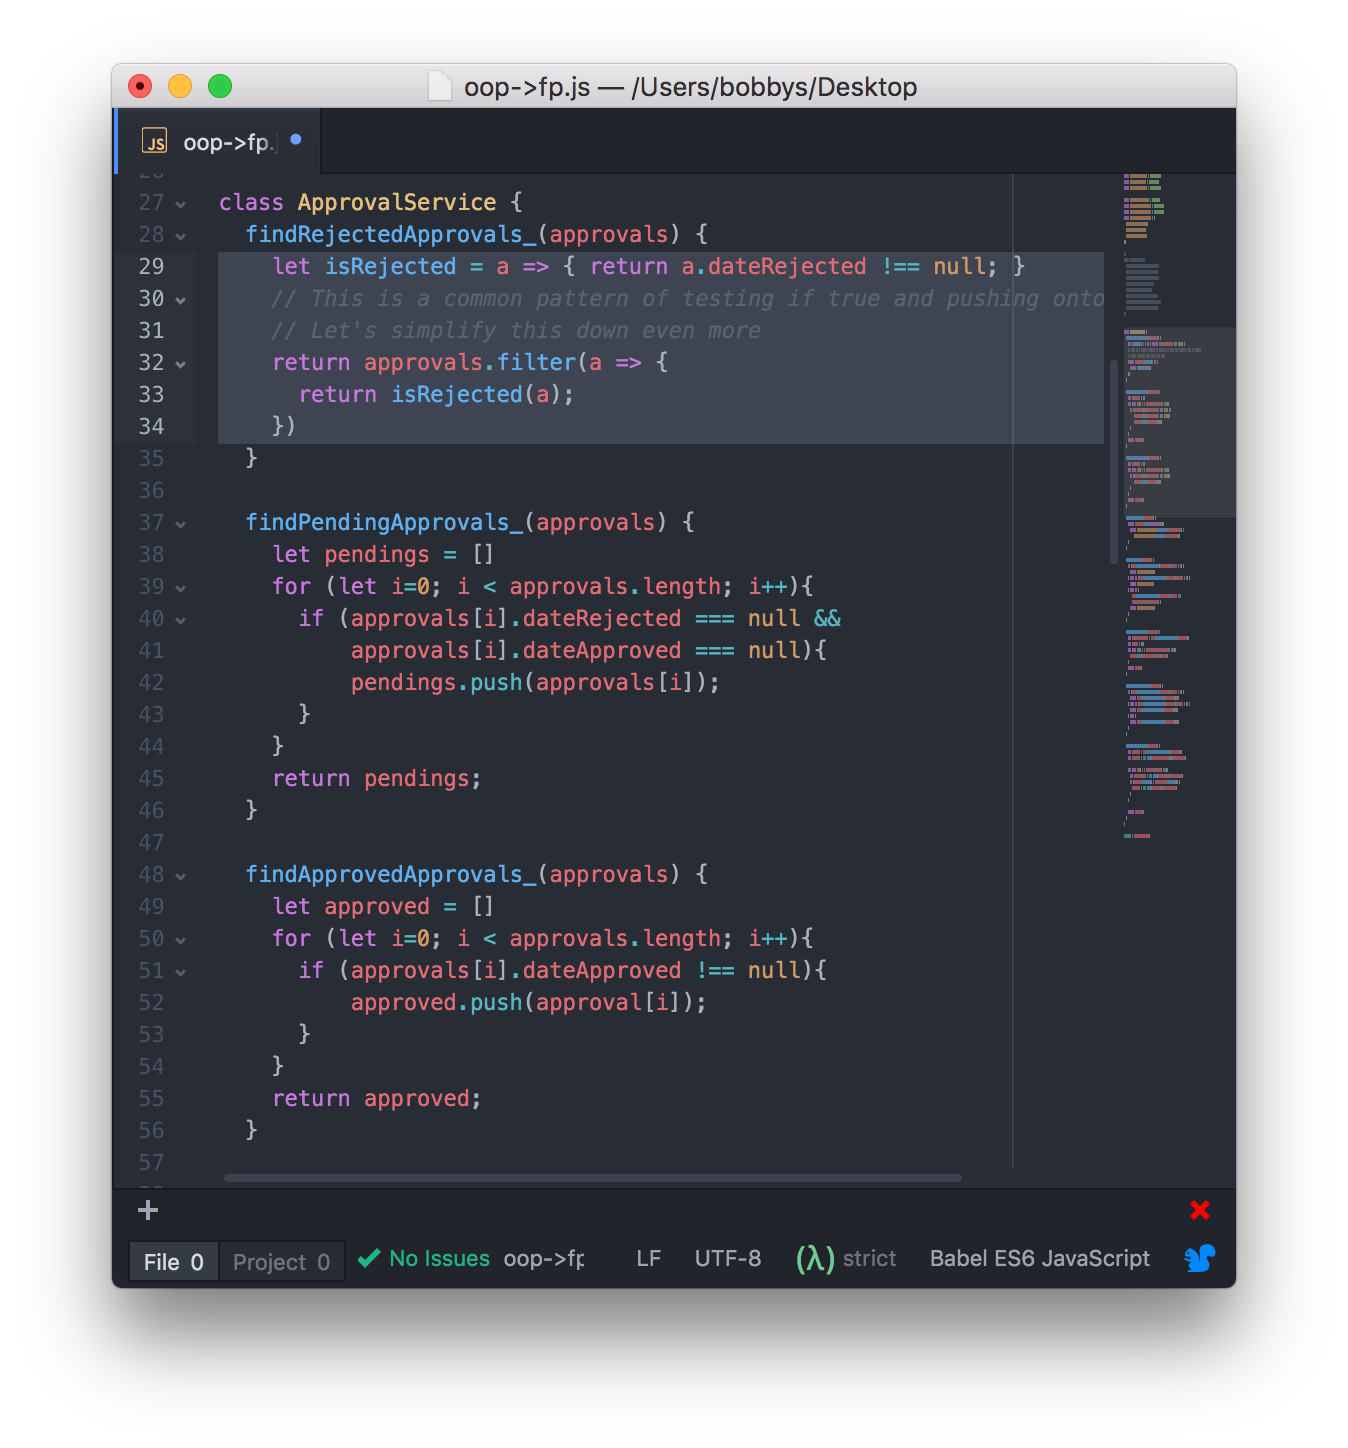 oop->fp.js — /Users/bobbys/Desktop
JS oop->fp.j
27 class ApprovalService {
28 findRejectedApprovals_(approvals) {
29 let isRejected = a => { return a.dateRejected !== null; }
30 // This is a common pattern of testing if true and pushing onto
31 // Let's simplify this down even more
32 return approvals.filter(a => {
33 return isRejected(a);
34 })
35 }
36
37 findPendingApprovals_(approvals) {
38 let pendings = []
39 for (let i=0; i < approvals.length; i++){
40 if (approvals[i].dateRejected === null &&
41 approvals[i].dateApproved === null){
42 pendings.push(approvals[i]);
43 }
44 }
45 return pendings;
46 }
47
48 findApprovedApprovals_(approvals) {
49 let approved = []
50 for (let i=0; i < approvals.length; i++){
51 if (approvals[i].dateApproved !== null){
52 approved.push(approval[i]);
53 }
54 }
55 return approved;
56 }
57
File 0 Project 0 No Issues oop->fp LF UTF-8 (λ) strict Babel ES6 JavaScript